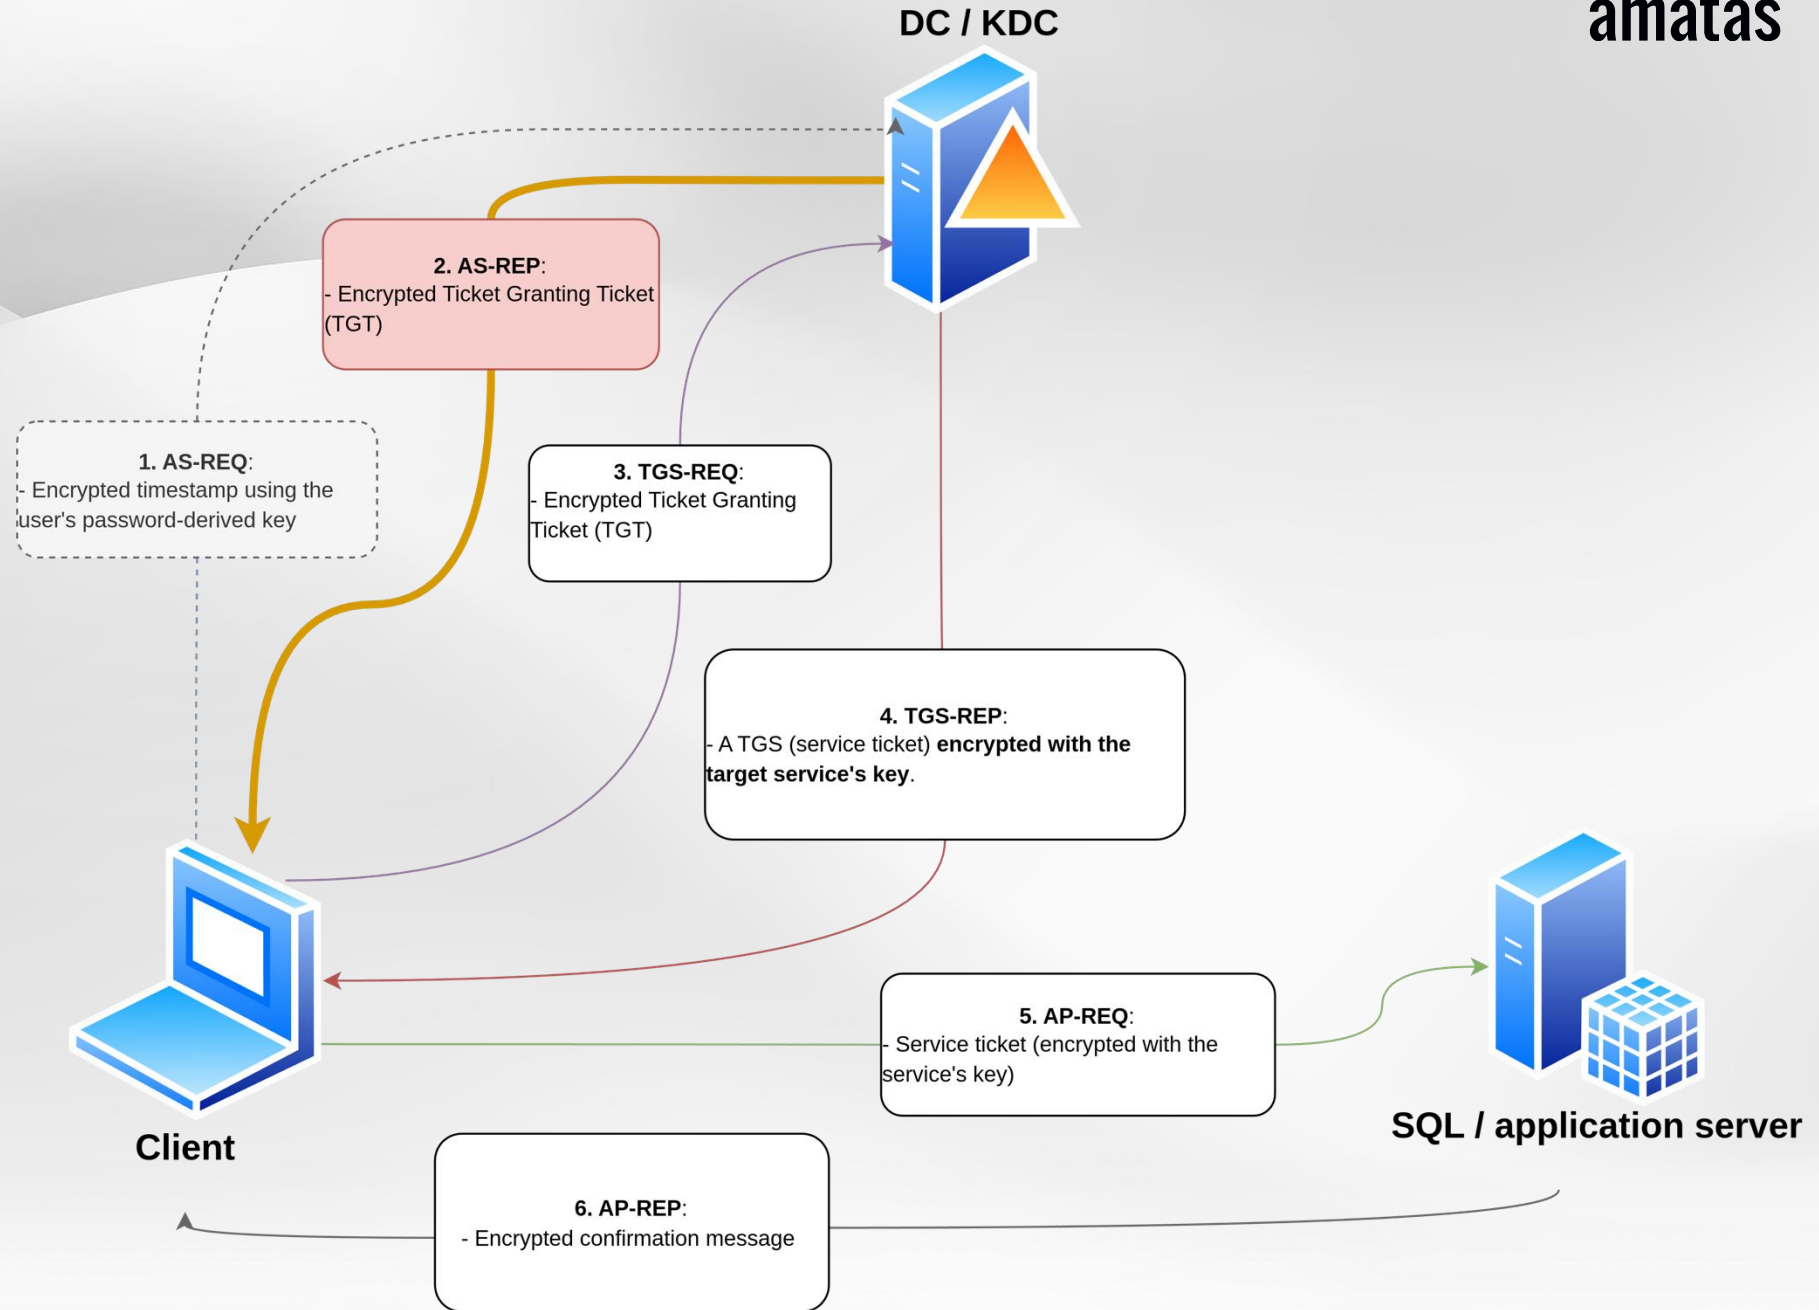 DC / KDC
amatas
2. AS-REP:
- Encrypted Ticket Granting Ticket
(TGT)
1. AS-REQ:
- Encrypted timestamp using the
user's password-derived key
3. TGS-REQ:
- Encrypted Ticket Granting
Ticket (TGT)
4. TGS-REP:
- A TGS (service ticket) encrypted with the
target service's key.
5. AP-REQ:
- Service ticket (encrypted with the
service's key)
Client
SQL / application server
6. AP-REP:
- Encrypted confirmation message